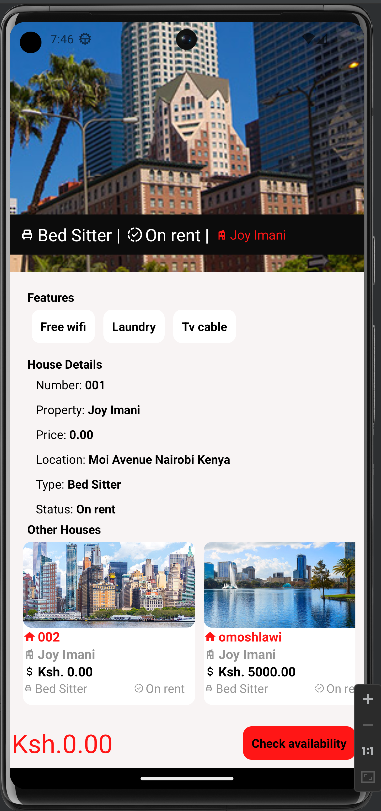 7:46
Bed Sitter | On rent | Joy Imani
Features
Free wifi Laundry Tv cable
House Details
Number: 001
Property: Joy Imani
Price: 0.00
Location: Moi Avenue Nairobi Kenya
Type: Bed Sitter
Status: On rent
Other Houses
002 omoshlawi
Joy Imani Joy Imani
$ Ksh. 0.00 $ Ksh. 5000.00
Bed Sitter On rent Bed Sitter On re
Ksh.0.00 Check availability
1:1